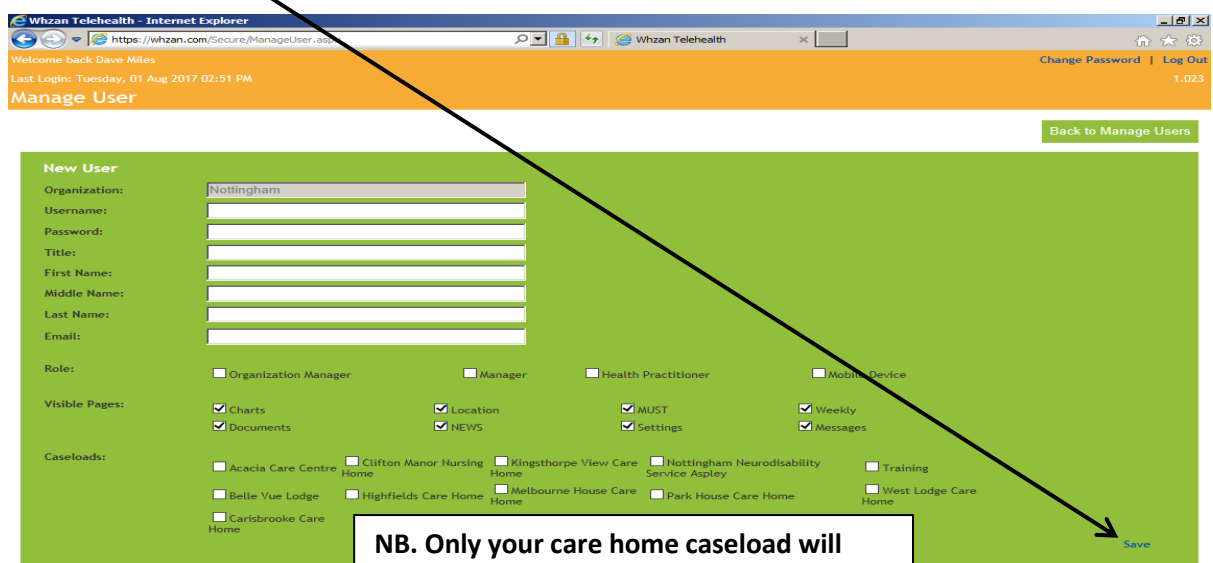 Whzan Telehealth - Internet Explorer
https://whzan.com/Secure/ManageUser.asp Whzan Telehealth
Welcome back Dave Miles Change Password | Log Out
Last Login: Tuesday, 01 Aug 2017 02:51 PM 1.023
Manage User
Back to Manage Users
New User
Organization: Nottingham
Username:
Password:
Title:
First Name:
Middle Name:
Last Name:
Email:
Role: Organization Manager Manager Health Practitioner Mobile Device
Visible Pages: Charts Location MUST Weekly
Documents NEWS Settings Messages
Caseloads: Acacia Care Centre Clifton Manor Nursing Home Kingsthorpe View Care Home Nottingham Neurodisability Service Aspley Training
Belle Vue Lodge Highfields Care Home Melbourne House Care Home Park House Care Home West Lodge Care Home
Carisbrooke Care Home
NB. Only your care home caseload will
Save